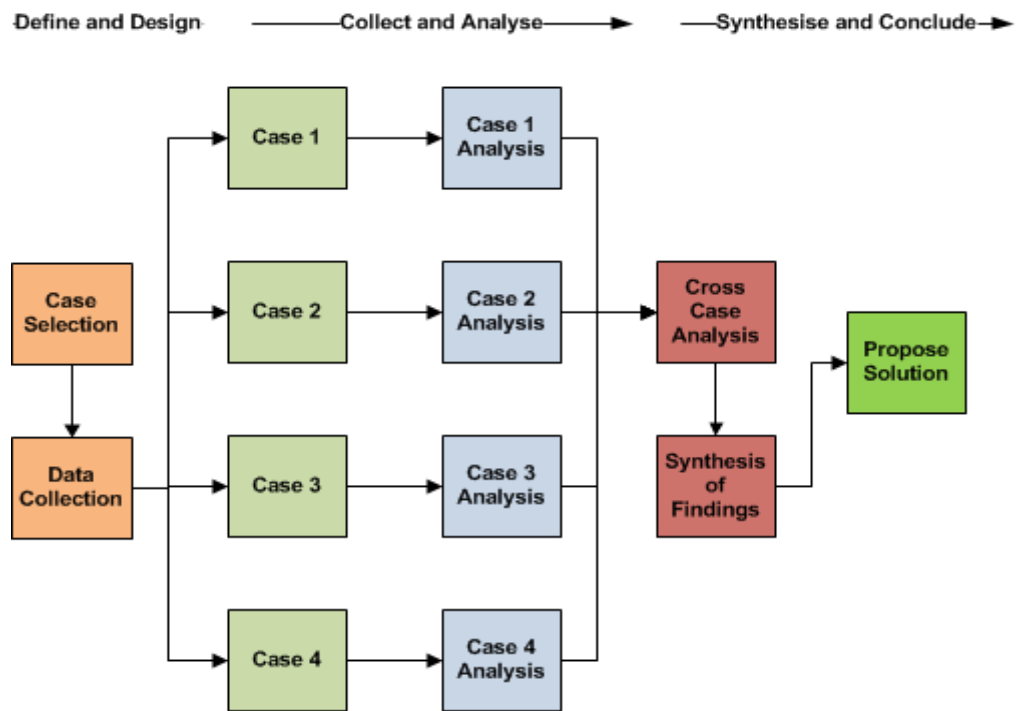 Define and Design
Collect and Analyse
Synthesise and Conclude
Case
Selection
Data
Collection
Case 1
Case 2
Case 3
Case 4
Case 1
Analysis
Case 2
Analysis
Case 3
Analysis
Case 4
Analysis
Cross
Case
Analysis
Synthesis
of
Findings
Propose
Solution